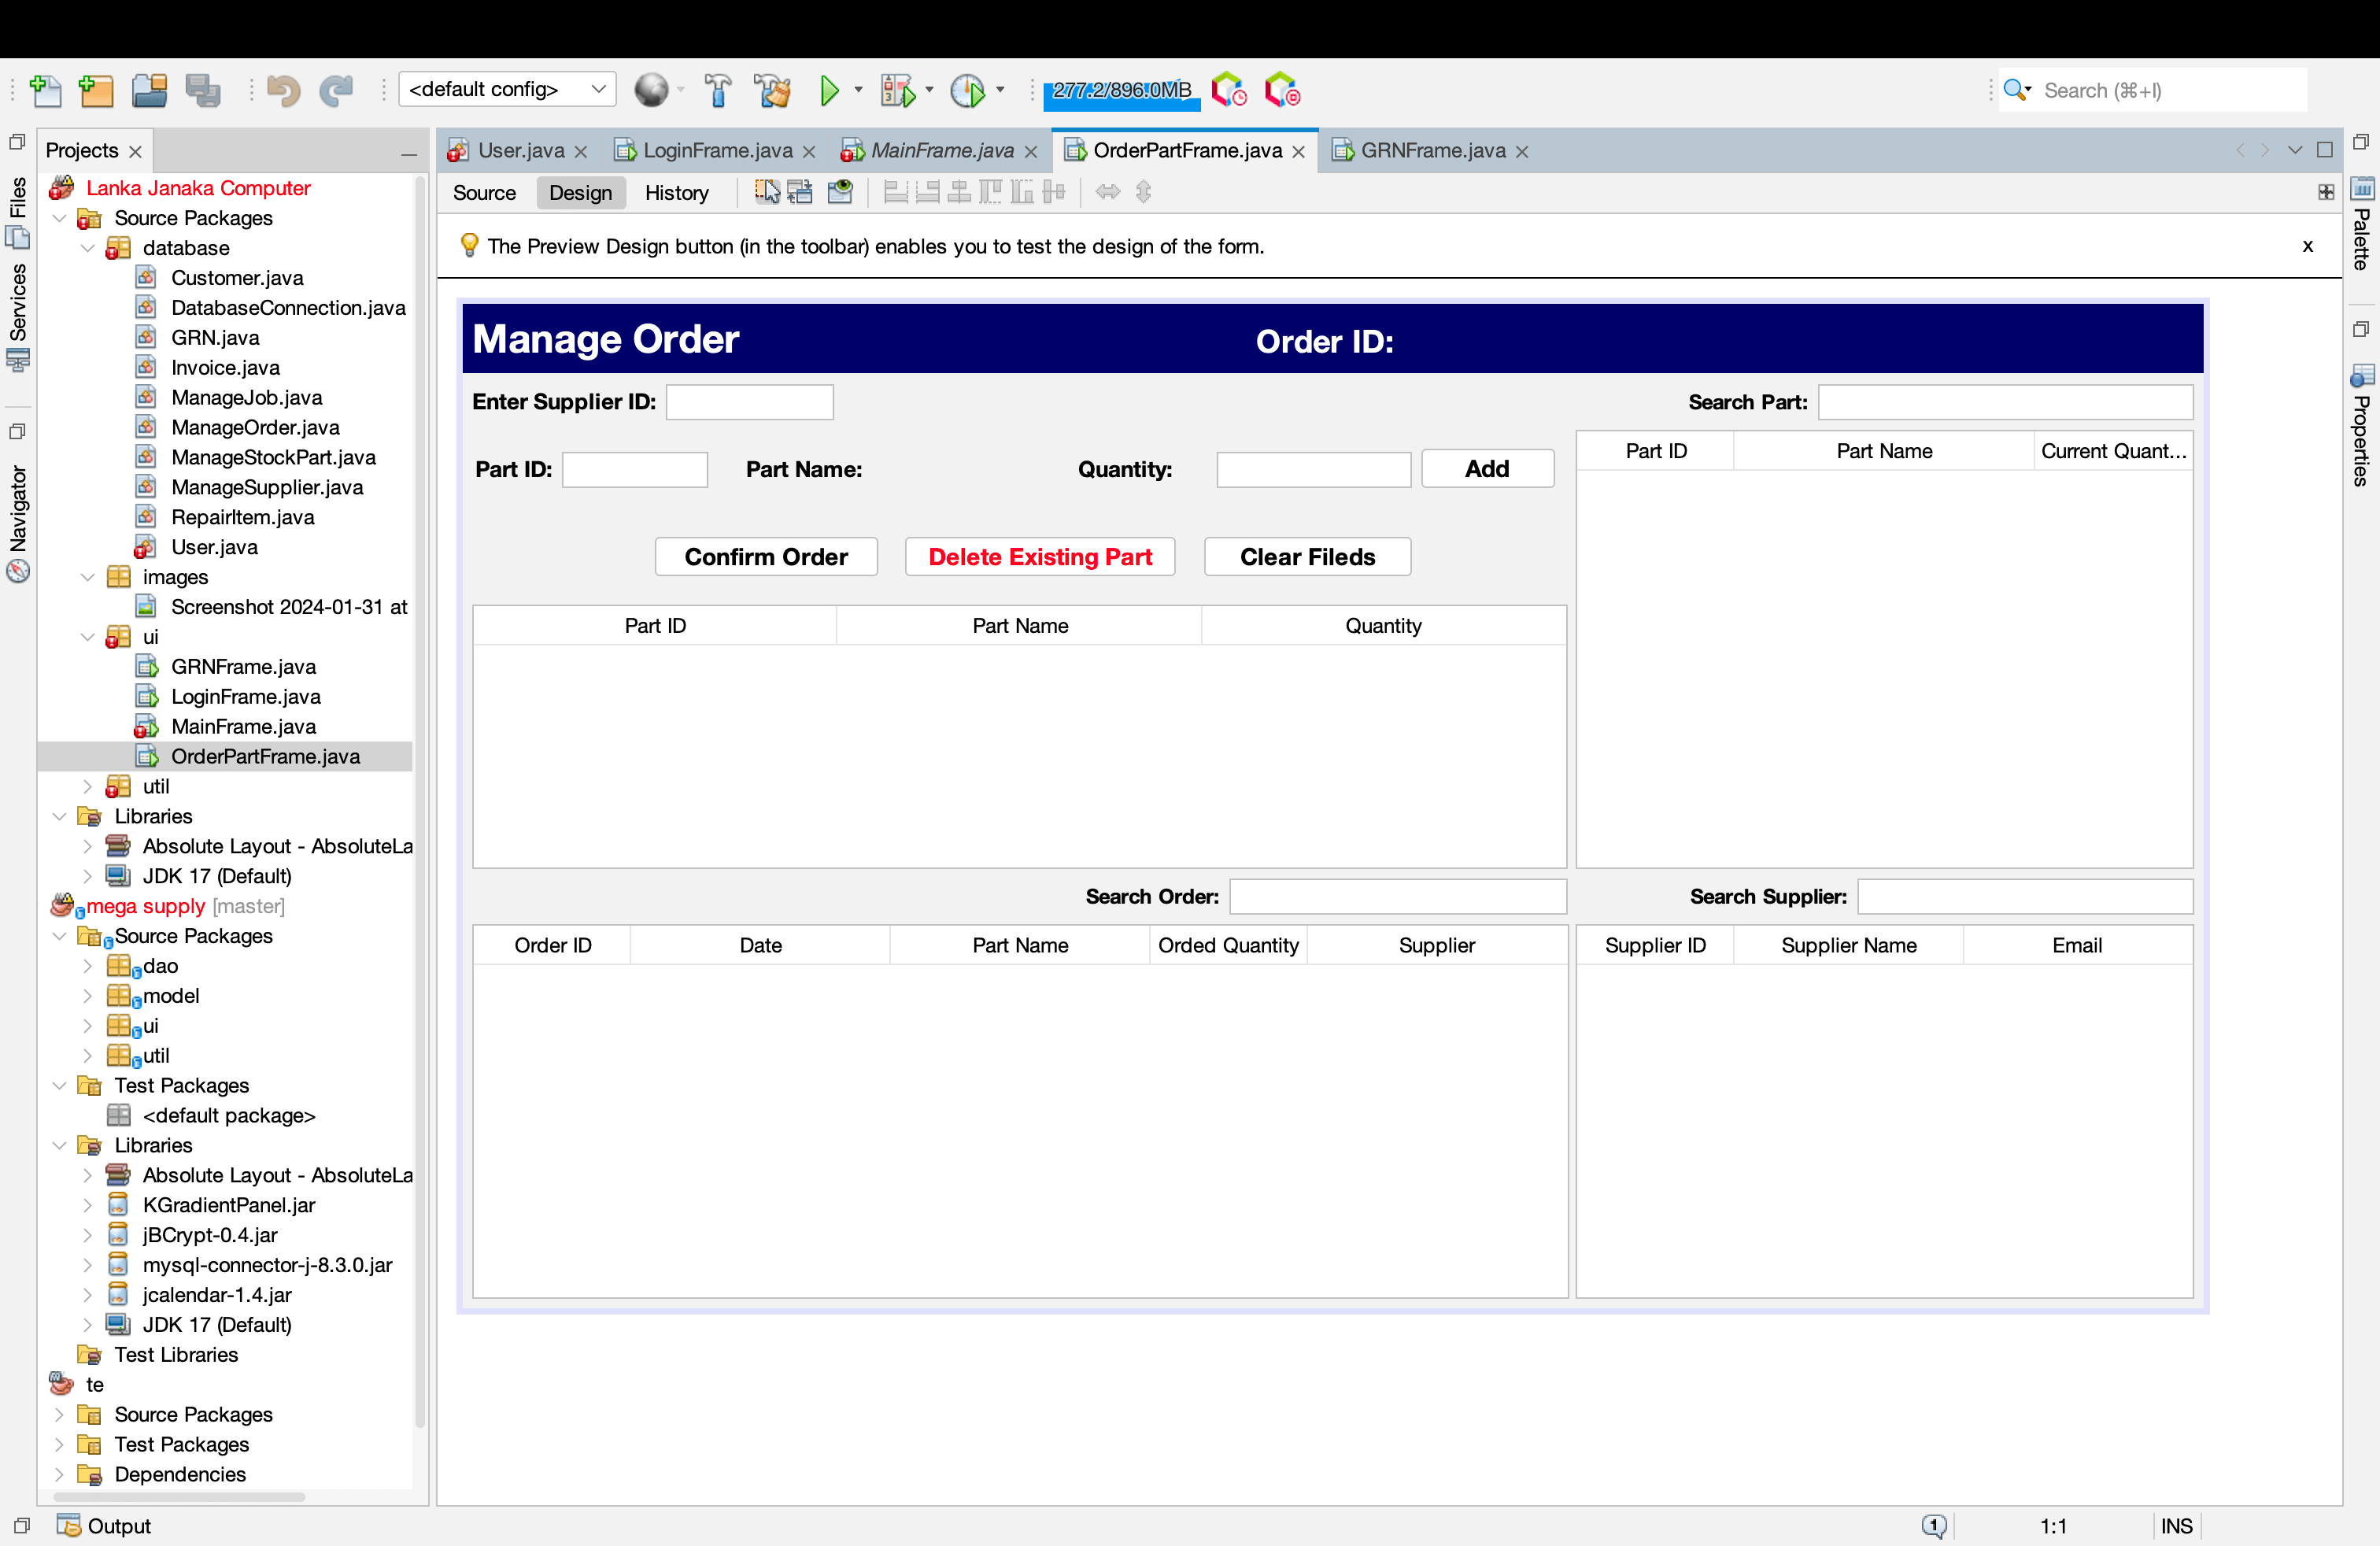 <default config>
277.2/896.0MB
Search (⌘+I)
Projects
User.java
LoginFrame.java
MainFrame.java
OrderPartFrame.java
GRNFrame.java
Source
Design
History
The Preview Design button (in the toolbar) enables you to test the design of the form.
x
Files
Services
Navigator
Lanka Janaka Computer
Source Packages
database
Customer.java
DatabaseConnection.java
GRN.java
Invoice.java
ManageJob.java
ManageOrder.java
ManageStockPart.java
ManageSupplier.java
RepairItem.java
User.java
images
Screenshot 2024-01-31 at
ui
GRNFrame.java
LoginFrame.java
MainFrame.java
OrderPartFrame.java
util
Libraries
Absolute Layout - AbsoluteLa
JDK 17 (Default)
mega supply [master]
Source Packages
dao
model
ui
util
Test Packages
<default package>
Libraries
Absolute Layout - AbsoluteLa
KGradientPanel.jar
jBCrypt-0.4.jar
mysql-connector-j-8.3.0.jar
jcalendar-1.4.jar
JDK 17 (Default)
Test Libraries
te
Source Packages
Test Packages
Dependencies
Manage Order
Order ID:
Enter Supplier ID:
Search Part:
Part ID:
Part Name:
Quantity:
Add
Part ID
Part Name
Current Quant...
Confirm Order
Delete Existing Part
Clear Fileds
Part ID
Part Name
Quantity
Search Order:
Search Supplier:
Order ID
Date
Part Name
Orded Quantity
Supplier
Supplier ID
Supplier Name
Email
Palette
Properties
Output
1
1:1
INS